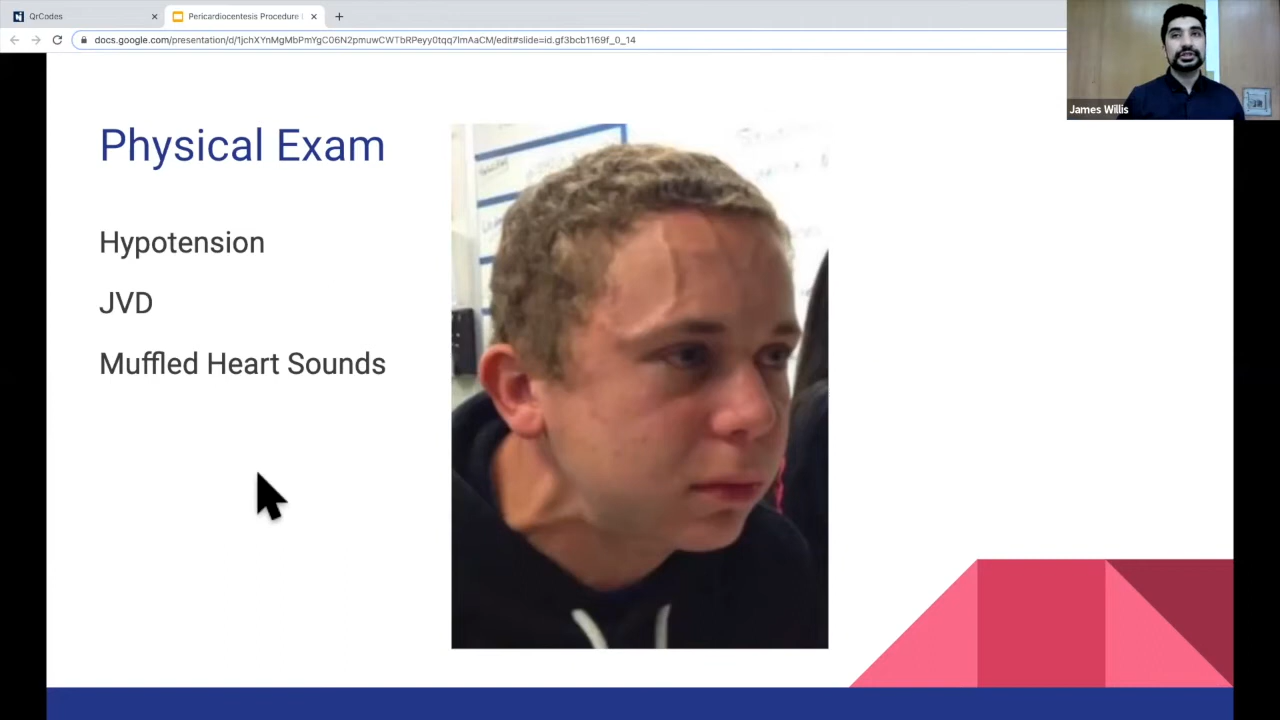 QrCodes
Pericardiocentesis Procedure
docs.google.com/presentation/d/1jchXYnMgMbPmYgC06N2pmuwCWTbRPeyy0tqq7lmAaCM/edit#slide=id.gf3bcb1169f_0_14
James Willis
Physical Exam
Hypotension
JVD
Muffled Heart Sounds